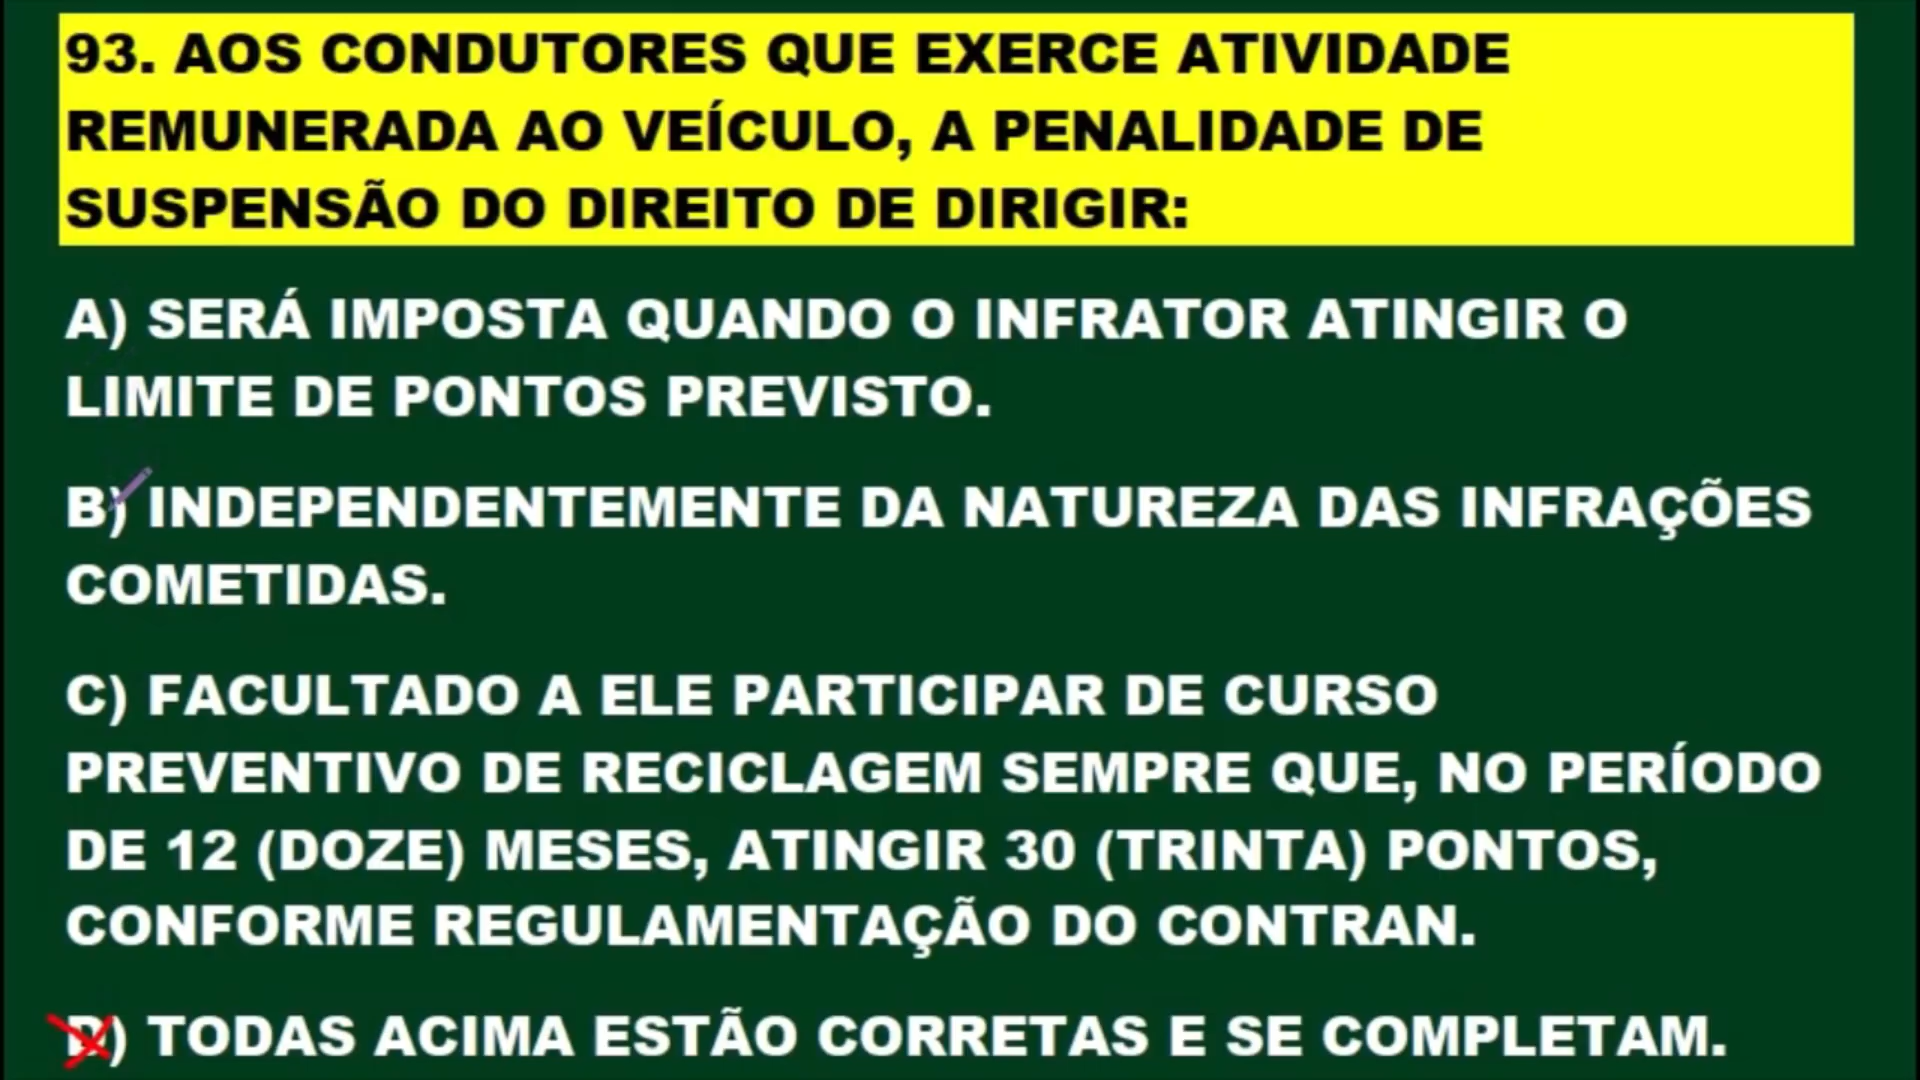 93. AOS CONDUTORES QUE EXERCE ATIVIDADE
REMUNERADA AO VEÍCULO, A PENALIDADE DE
SUSPENSÃO DO DIREITO DE DIRIGIR:
A) SERÁ IMPOSTA QUANDO O INFRATOR ATINGIR O
LIMITE DE PONTOS PREVISTO.
B) INDEPENDENTEMENTE DA NATUREZA DAS INFRAÇÕES
COMETIDAS.
C) FACULTADO A ELE PARTICIPAR DE CURSO
PREVENTIVO DE RECICLAGEM SEMPRE QUE, NO PERÍODO
DE 12 (DOZE) MESES, ATINGIR 30 (TRINTA) PONTOS,
CONFORME REGULAMENTAÇÃO DO CONTRAN.
D) TODAS ACIMA ESTÃO CORRETAS E SE COMPLETAM.